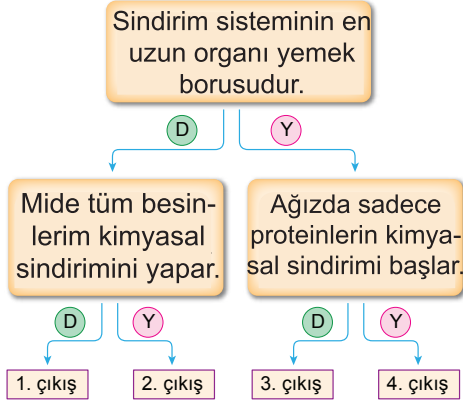 Sindirim sisteminin en
uzun organı yemek
borusudur.
D
Y
Mide tüm besin-
lerim kimyasal
sindirimini yapar.
Ağızda sadece
proteinlerin kimya-
sal sindirimi başlar.
D
Y
D
Y
1. çıkış
2. çıkış
3. çıkış
4. çıkış